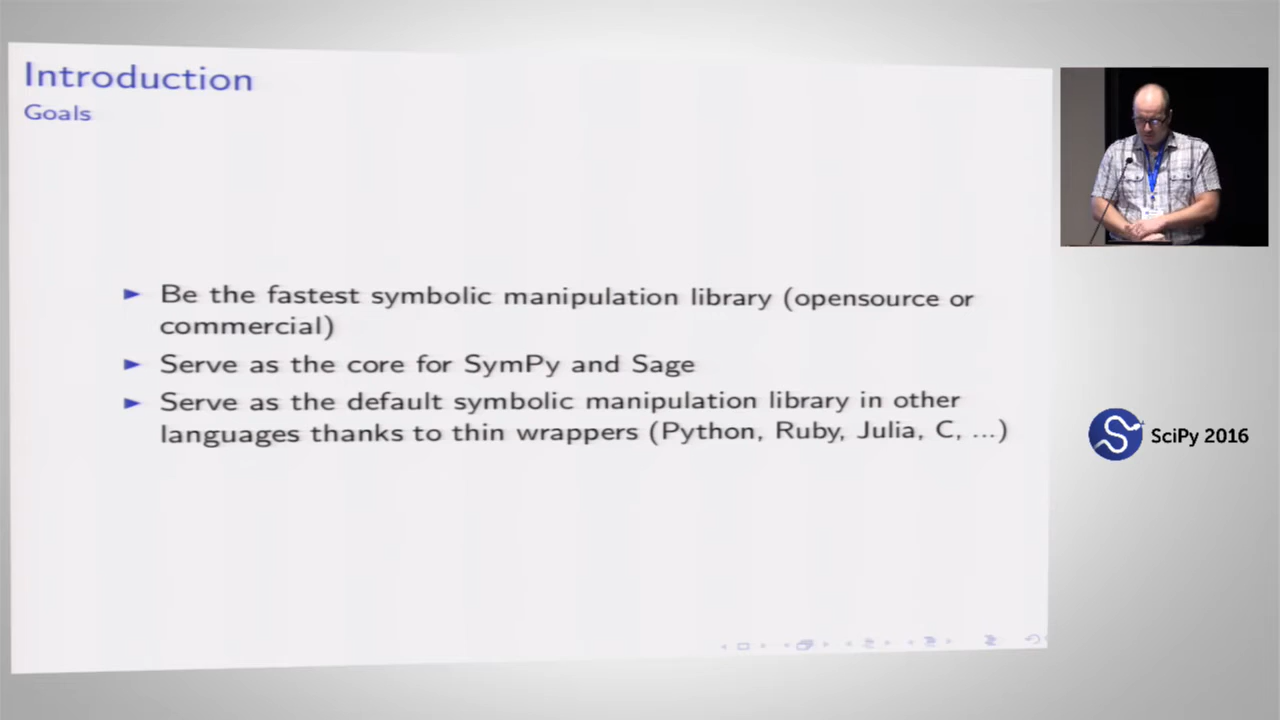 Introduction
Goals
► Be the fastest symbolic manipulation library (opensource or
commercial)
► Serve as the core for SymPy and Sage
► Serve as the default symbolic manipulation library in other
languages thanks to thin wrappers (Python, Ruby, Julia, C, ...)
SciPy 2016